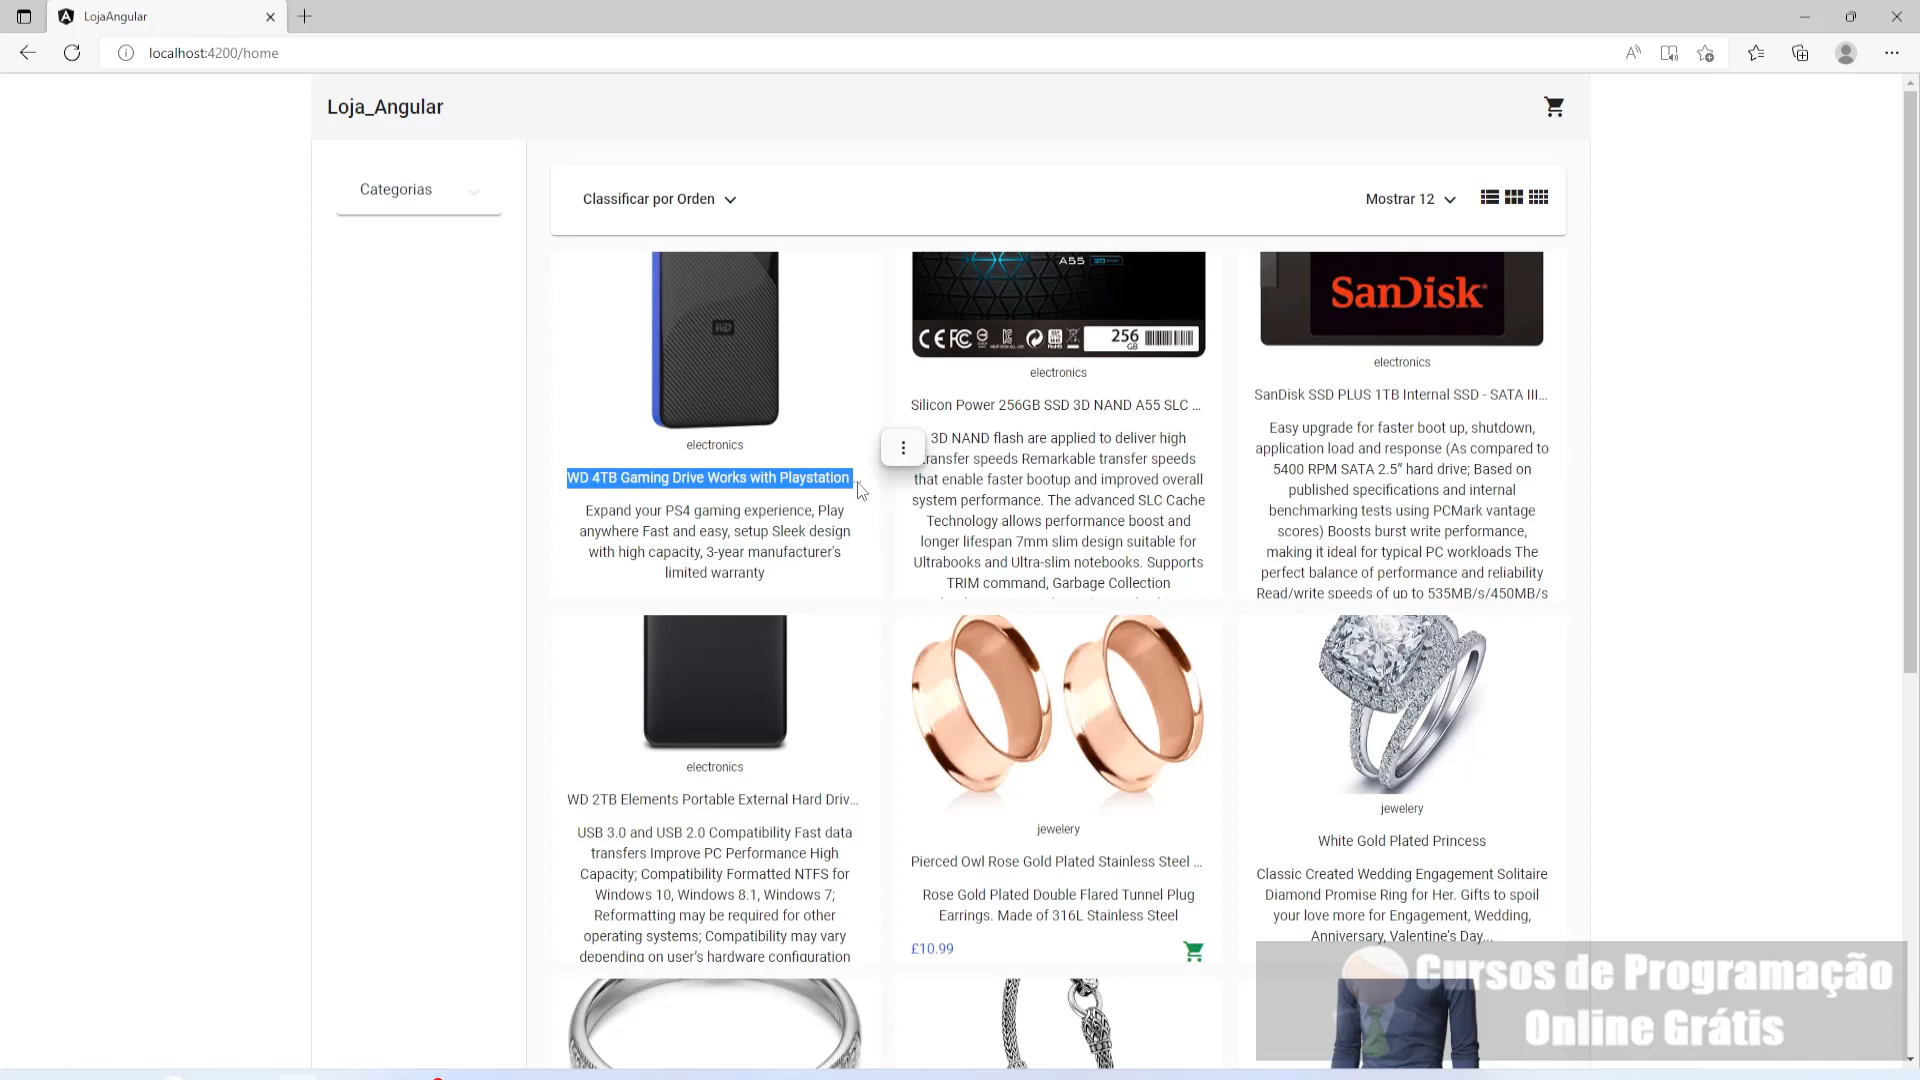 LojaAngular
localhost:4200/home
Loja_Angular
Categorias
Classificar por Orden
Mostrar 12
WD
electronics
WD 4TB Gaming Drive Works with Playstation
Expand your PS4 gaming experience, Play
anywhere Fast and easy, setup Sleek design
with high capacity, 3-year manufacturer's
limited warranty
A55
256
GB
electronics
Silicon Power 256GB SSD 3D NAND A55 SLC ...
3D NAND flash are applied to deliver high
transfer speeds Remarkable transfer speeds
that enable faster bootup and improved overall
system performance. The advanced SLC Cache
Technology allows performance boost and
longer lifespan 7mm slim design suitable for
Ultrabooks and Ultra-slim notebooks. Supports
TRIM command, Garbage Collection
SanDisk
electronics
SanDisk SSD PLUS 1TB Internal SSD - SATA III...
Easy upgrade for faster boot up, shutdown,
application load and response (As compared to
5400 RPM SATA 2.5” hard drive; Based on
published specifications and internal
benchmarking tests using PCMark vantage
scores) Boosts burst write performance,
making it ideal for typical PC workloads The
perfect balance of performance and reliability
Read/write speeds of up to 535MB/s/450MB/s
electronics
WD 2TB Elements Portable External Hard Driv...
USB 3.0 and USB 2.0 Compatibility Fast data
transfers Improve PC Performance High
Capacity; Compatibility Formatted NTFS for
Windows 10, Windows 8.1, Windows 7;
Reformatting may be required for other
operating systems; Compatibility may vary
depending on user’s hardware configuration
jewelery
Pierced Owl Rose Gold Plated Stainless Steel ...
Rose Gold Plated Double Flared Tunnel Plug
Earrings. Made of 316L Stainless Steel
£10.99
jewelery
White Gold Plated Princess
Classic Created Wedding Engagement Solitaire
Diamond Promise Ring for Her. Gifts to spoil
your love more for Engagement, Wedding,
Anniversary, Valentine's Day...
Cursos de Programação
Online Grátis